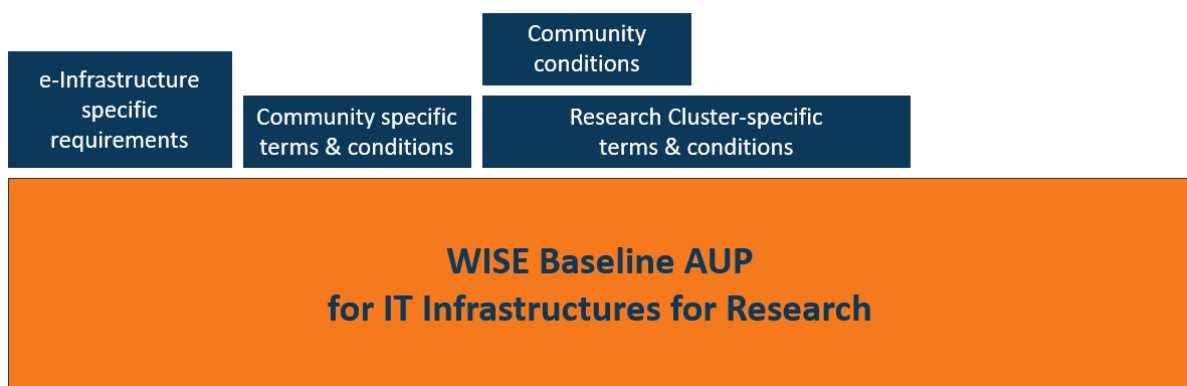 Community
conditions
e-Infrastructure
specific
requirements
Community specific
terms & conditions
Research Cluster-specific
terms & conditions
WISE Baseline AUP
for IT Infrastructures for Research